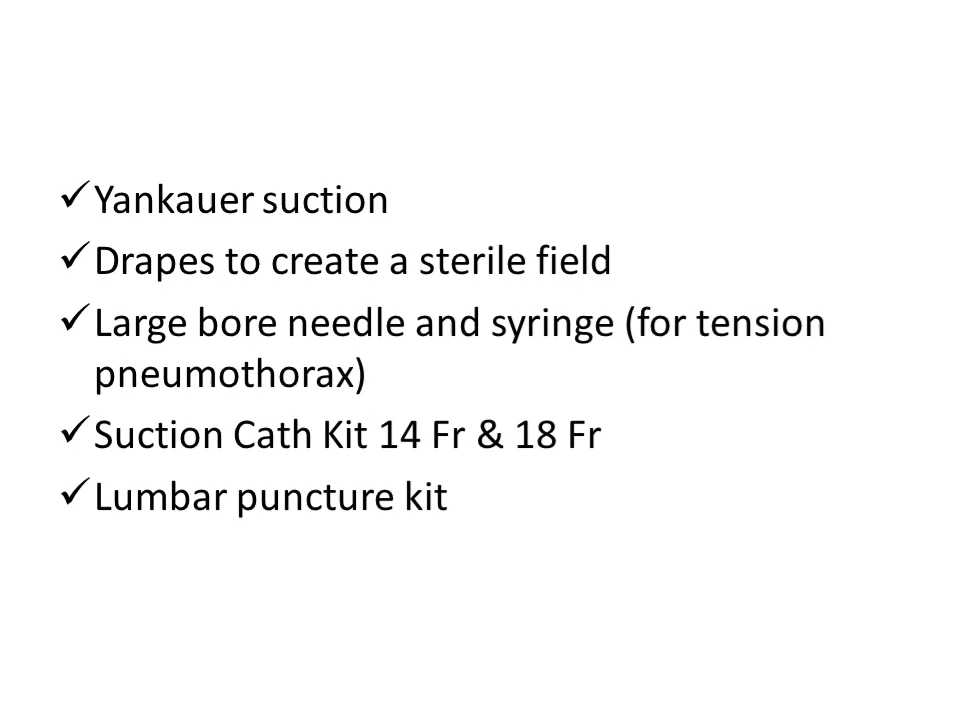 ✓ Yankauer suction
✓ Drapes to create a sterile field
✓ Large bore needle and syringe (for tension
pneumothorax)
✓ Suction Cath Kit 14 Fr & 18 Fr
✓ Lumbar puncture kit